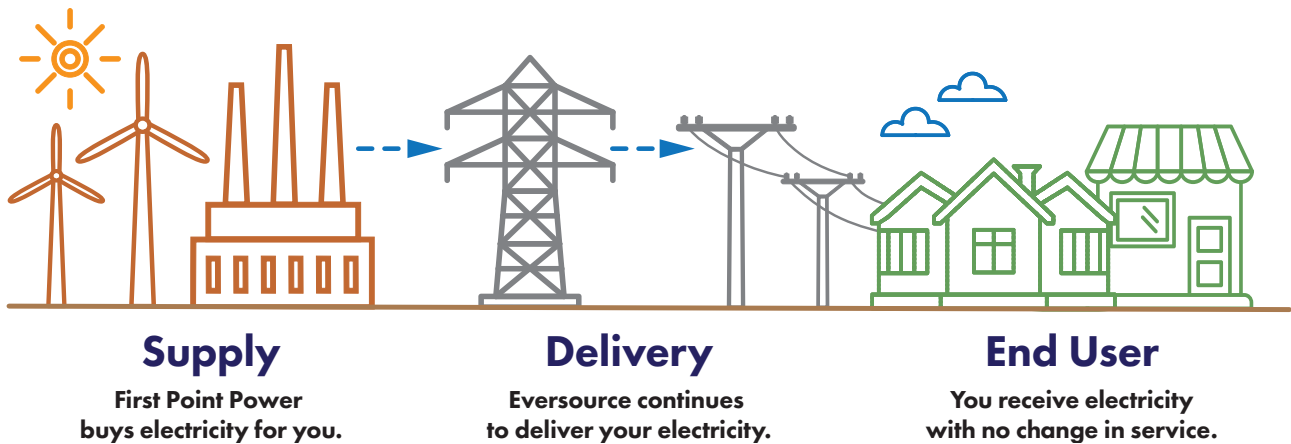 Supply
First Point Power
buys electricity for you.
Delivery
Eversource continues
to deliver your electricity.
End User
You receive electricity
with no change in service.